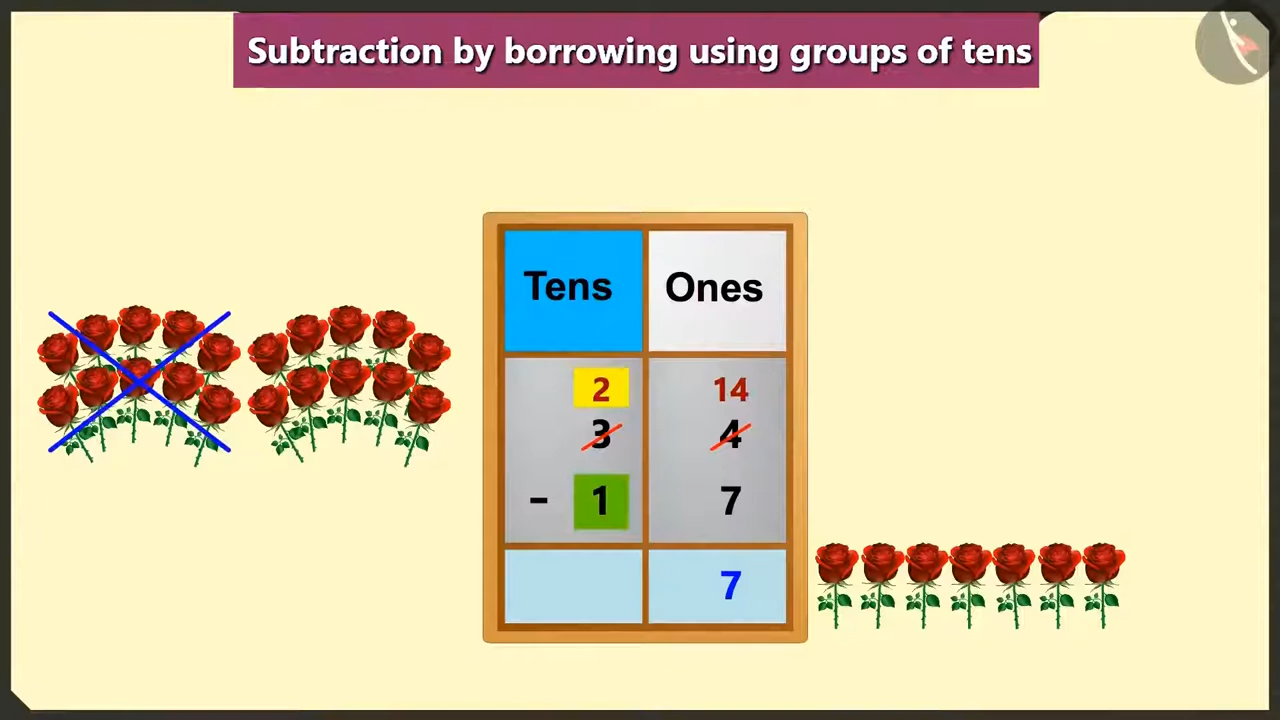 Subtraction by borrowing using groups of tens
Tens Ones
2 14
3 4
- 1 7
7